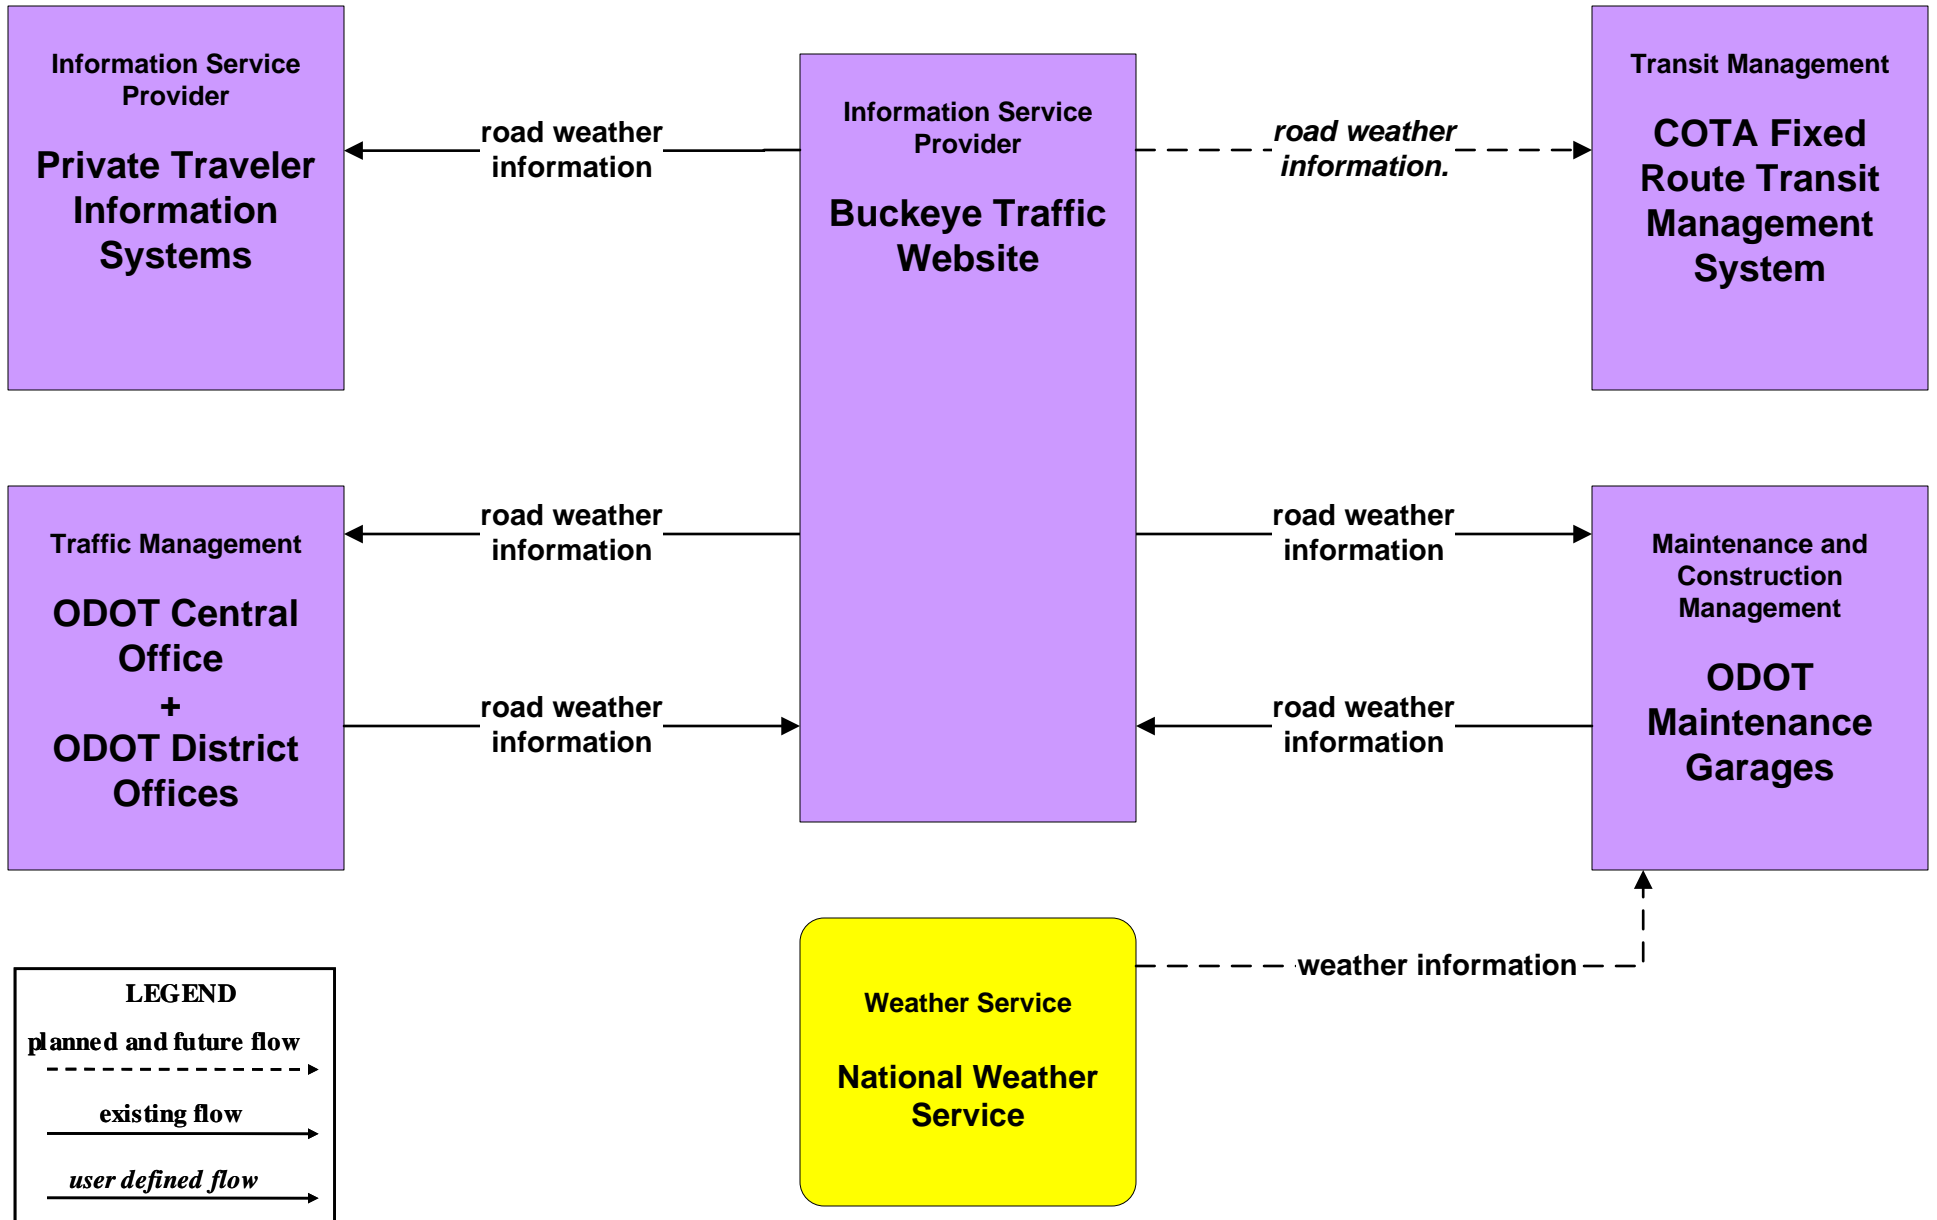 Information Service
Provider
Private Traveler
Information
Systems
road weather
information
Information Service
Provider
Buckeye Traffic
Website
road weather
information.
Transit Management
COTA Fixed
Route Transit
Management
System
Traffic Management
ODOT Central
Office
+
ODOT District
Offices
road weather
information
road weather
information
road weather
information
road weather
information
Maintenance and
Construction
Management
ODOT
Maintenance
Garages
Weather Service
National Weather
Service
weather information
LEGEND
planned and future flow
existing flow
user defined flow